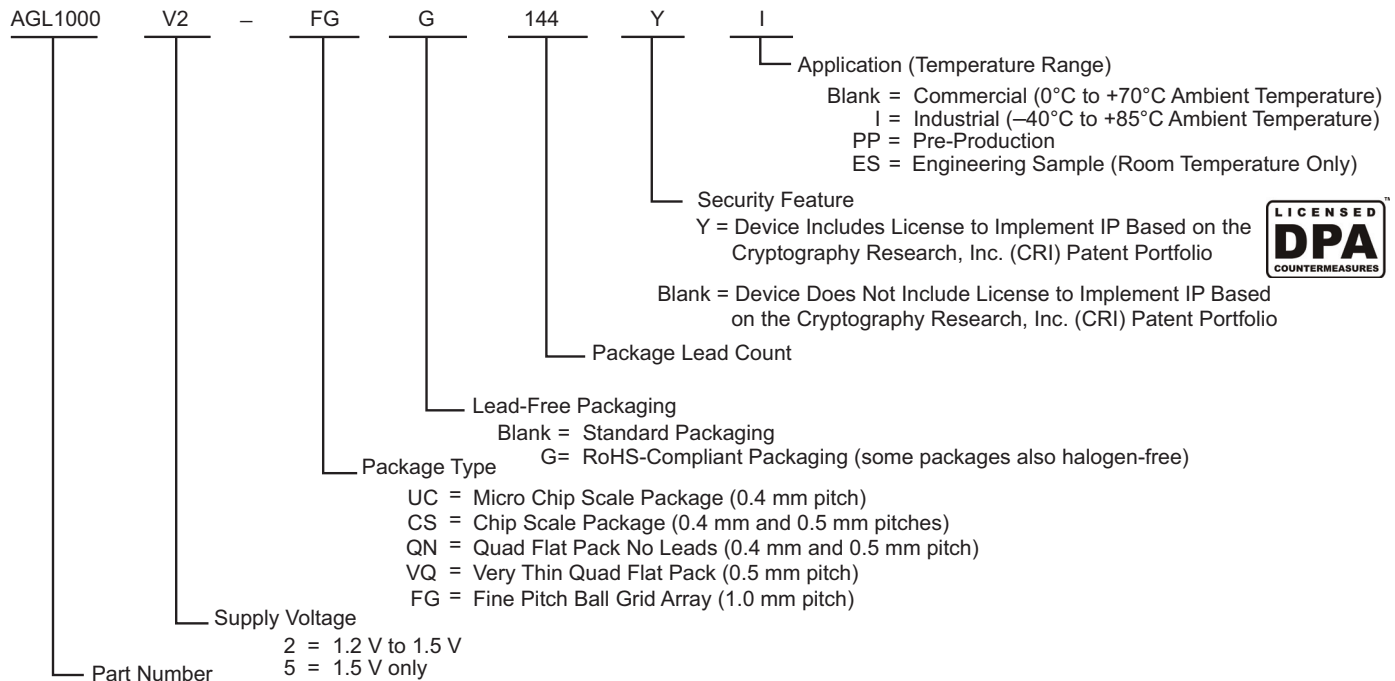 AGL1000 V2 – FG G 144 Y I
Application (Temperature Range)
Blank = Commercial (0°C to +70°C Ambient Temperature)
I = Industrial (–40°C to +85°C Ambient Temperature)
PP = Pre-Production
ES = Engineering Sample (Room Temperature Only)
Security Feature
Y = Device Includes License to Implement IP Based on the
Cryptography Research, Inc. (CRI) Patent Portfolio
LICENSED
DPA
COUNTERMEASURES
™
Blank = Device Does Not Include License to Implement IP Based
on the Cryptography Research, Inc. (CRI) Patent Portfolio
Package Lead Count
Lead-Free Packaging
Blank = Standard Packaging
G= RoHS-Compliant Packaging (some packages also halogen-free)
Package Type
UC = Micro Chip Scale Package (0.4 mm pitch)
CS = Chip Scale Package (0.4 mm and 0.5 mm pitches)
QN = Quad Flat Pack No Leads (0.4 mm and 0.5 mm pitch)
VQ = Very Thin Quad Flat Pack (0.5 mm pitch)
FG = Fine Pitch Ball Grid Array (1.0 mm pitch)
Supply Voltage
2 = 1.2 V to 1.5 V
5 = 1.5 V only
Part Number